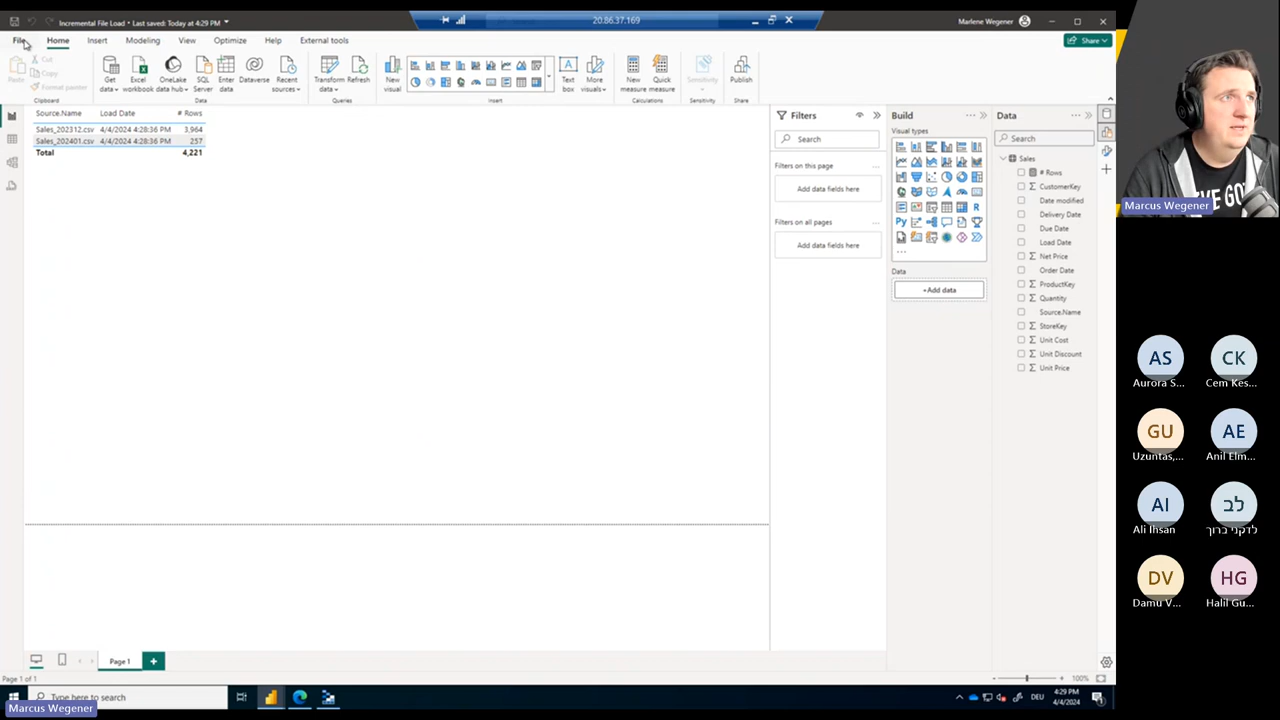 Incremental File Load • Last saved: Today at 4:29 PM
20.86.37.169
Marlene Wegener
File Home Insert Modeling View Optimize Help External tools
Share
Paste
Cut
Copy
Format painter
Clipboard
Get data
Excel workbook
OneLake data hub
SQL Server
Enter data
Dataverse
Recent sources
Data
Transform data
Refresh
Queries
New visual
Text box
More visuals
Insert
New measure
Quick measure
Calculations
Sensitivity
Sensitivity
Publish
Share
Source.Name Load Date # Rows
Sales_202312.csv 4/4/2024 4:28:36 PM 3,964
Sales_202401.csv 4/4/2024 4:28:36 PM 257
Total 4,221
Filters
Search
Filters on this page ...
Add data fields here
Filters on all pages ...
Add data fields here
Build ...
Visual types
R
Py
...
Data
+Add data
Data ...
Search
Sales
# Rows
CustomerKey
Date modified
Delivery Date
Due Date
Load Date
Net Price
Order Date
ProductKey
Quantity
Source.Name
StoreKey
Unit Cost
Unit Discount
Unit Price
Marcus Wegener
AS
Aurora S...
CK
Cem Kes...
GU
Uzuntas,...
AE
Anil Elm...
AI
Ali Ihsan
לב
לדקני ברוך
DV
Damu V...
HG
Halil Gu...
Page 1
Page 1 of 1
100%
Type here to search
DEU
4:29 PM
4/4/2024
Marcus Wegener